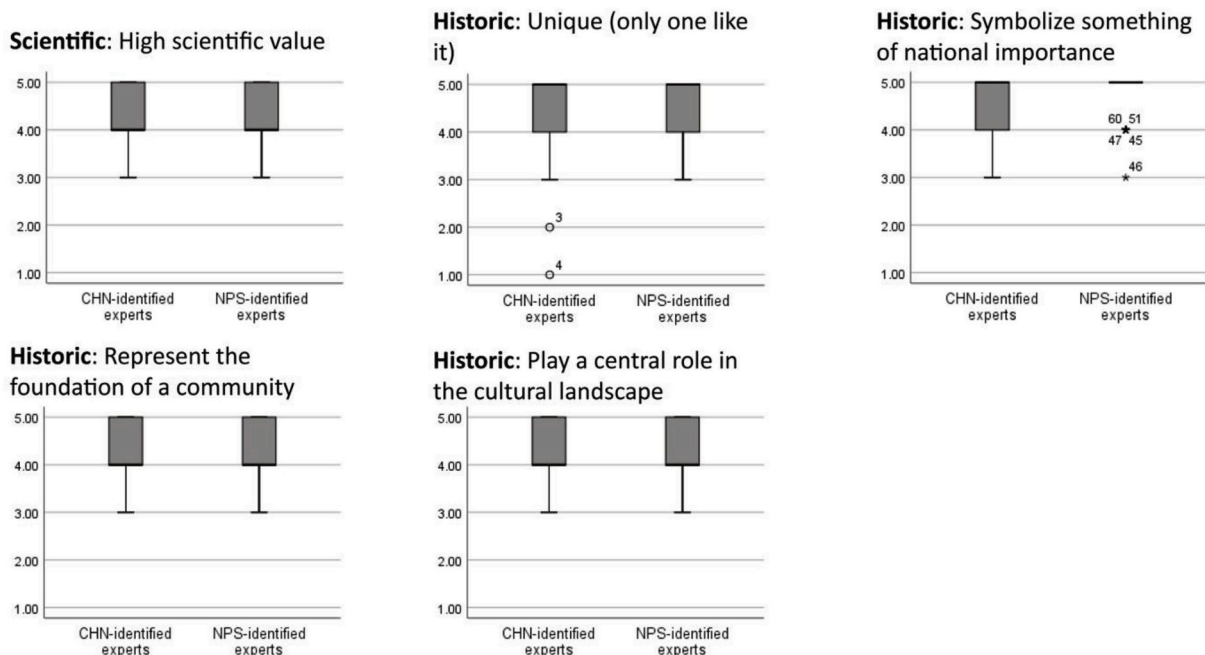 Scientific: High scientific value
5.00
4.00
3.00
2.00
1.00
CHN-identified experts
NPS-identified experts
Historic: Unique (only one like
it)
5.00
4.00
3.00
2.00
1.00
3
4
CHN-identified experts
NPS-identified experts
Historic: Symbolize something
of national importance
5.00
4.00
3.00
2.00
1.00
60 51
47 45
46
CHN-identified experts
NPS-identified experts
Historic: Represent the
foundation of a community
5.00
4.00
3.00
2.00
1.00
CHN-identified experts
NPS-identified experts
Historic: Play a central role in
the cultural landscape
5.00
4.00
3.00
2.00
1.00
CHN-identified experts
NPS-identified experts